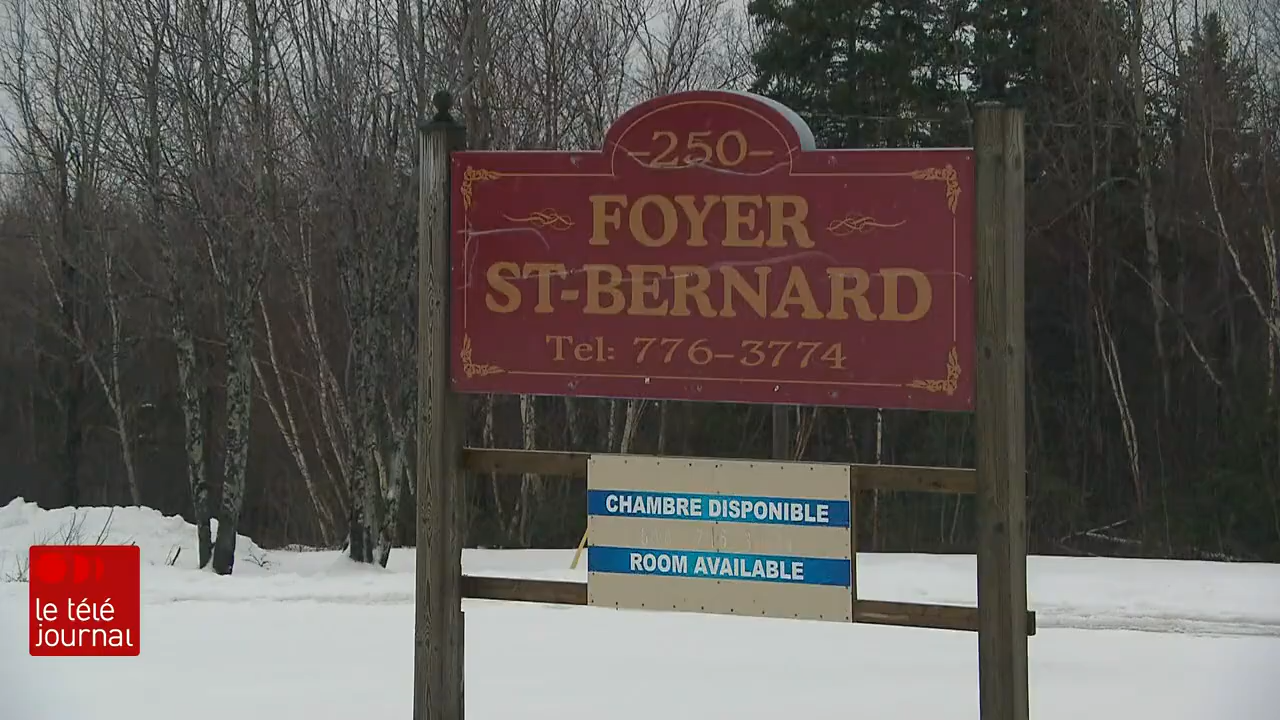 -250-
FOYER
ST-BERNARD
Tel: 776-3774
CHAMBRE DISPONIBLE
ROOM AVAILABLE
le télé
journal